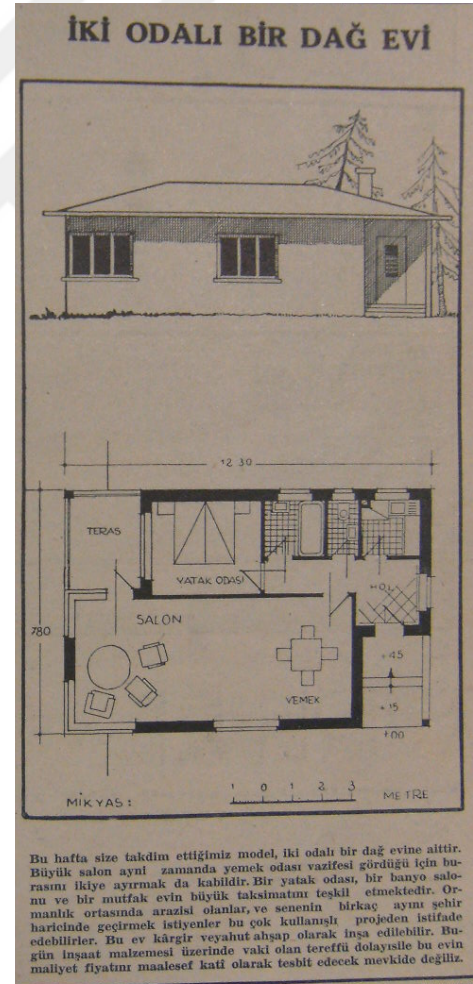 İKİ ODALI BİR DAĞ EVİ
12 30
TERAS
YATAK ODASI
HOL
780
SALON
+45
YEMEK
+15
±00
1 0 1 2 3
MİKYAS: METRE
Bu hafta size takdim ettiğimiz model, iki odalı bir dağ evine aittir.
Büyük salon ayni zamanda yemek odası vazifesi gördüğü için bu-
rasını ikiye ayırmak da kabildir. Bir yatak odası, bir banyo salo-
nu ve bir mutfak evin büyük taksimatını teşkil etmektedir. Or-
manlık ortasında arazisi olanlar, ve senenin birkaç ayını şehir
haricinde geçirmek istiyenler bu çok kullanışlı projeden istifade
edebilirler. Bu ev kârgir veyahut ahşap olarak inşa edilebilir. Bu-
gün inşaat malzemesi üzerinde vaki olan tereffü dolayısile bu evin
maliyet fiyatını maalesef kati olarak tesbit edecek mevkide değiliz.